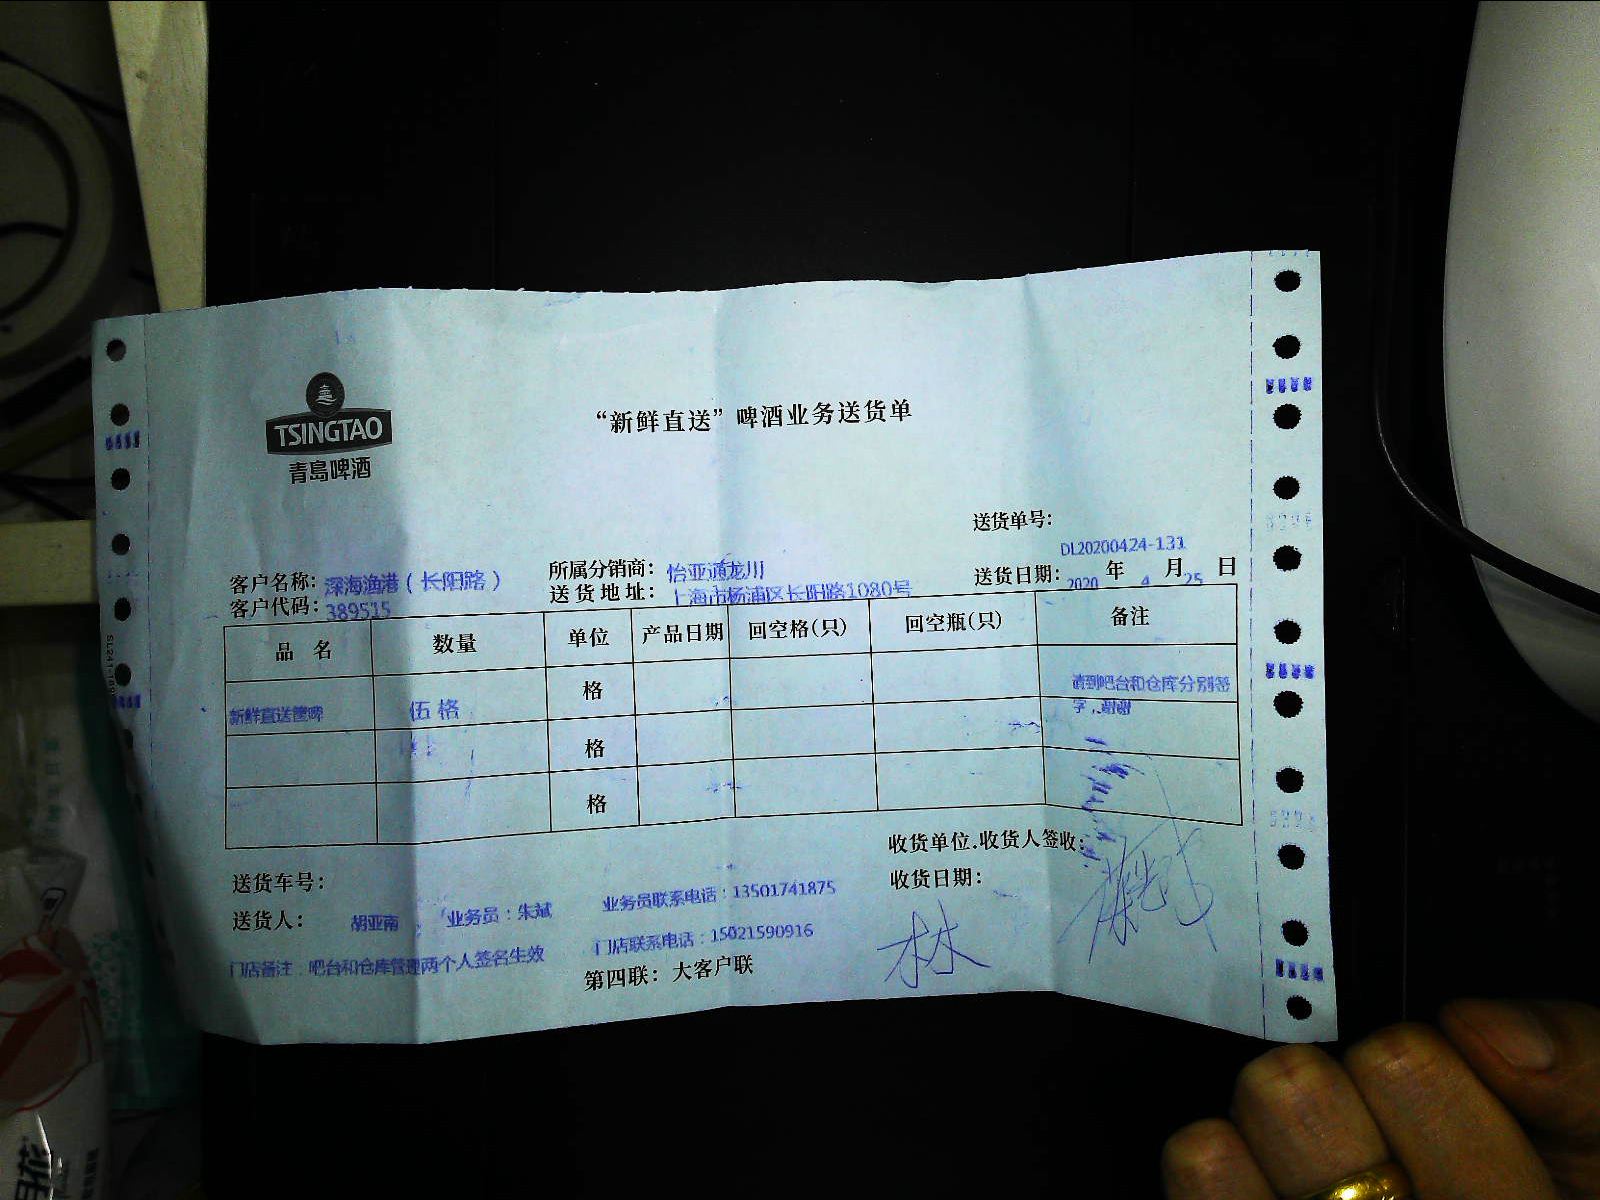 TSINGTAO
青岛啤酒
“新鲜直送”啤酒业务送货单
送货单号：
DL20200424-131
客户名称：深海渔港（长阳路） 所属分销商：怡亚通龙川 送货日期：2020 年 4 月 25 日
客户代码：389515 送货地址：上海市杨浦区长阳路1080号
品 名 数量 单位 产品日期 回空格(只) 回空瓶(只) 备注
新鲜直送篓啤 伍格 格 请到吧台和仓库分别签
字，谢谢
格
格
收货单位.收货人签收：
送货车号： 收货日期：
送货人： 胡亚南 业务员：朱斌 业务员联系电话：13501741875
门店备注：吧台和仓库管理两个人签名生效 门店联系电话：15021590916
第四联：大客户联
林